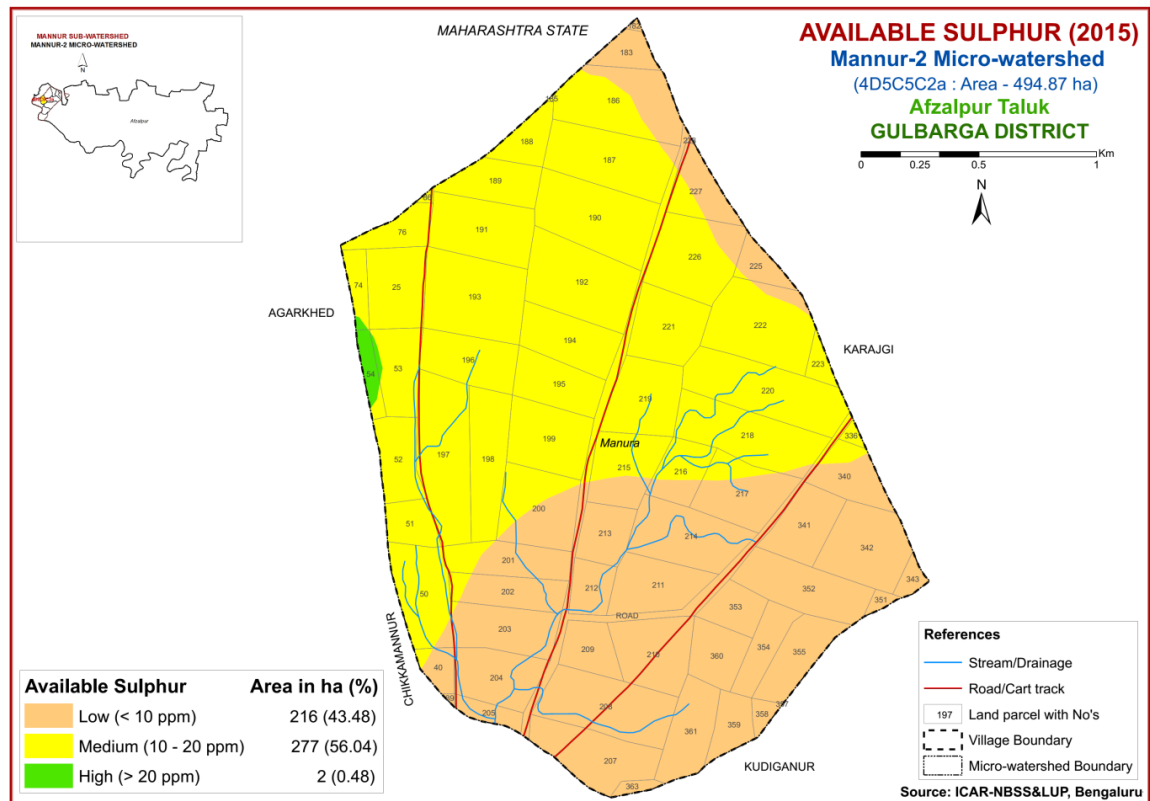 MANNUR SUB-WATERSHED
MANNUR-2 MICRO-WATERSHED
N
Afzalpur
MAHARASHTRA STATE
AVAILABLE SULPHUR (2015)
Mannur-2 Micro-watershed
(4D5C5C2a : Area - 494.87 ha)
Afzalpur Taluk
GULBARGA DISTRICT
Km
0 0.25 0.5 1
N
183
186
188
187
189
227
76
191
190
226
225
74
25
193
192
221
222
AGARKHED
194
KARAJGI
196
223
54
53
195
220
219
199
Manura
218
336
52
197
198
215
216
340
217
51
200
341
213
214
201
342
50
202
212
211
352
343
351
ROAD
353
203
354
355
CHIKKAMANNUR
209
210
360
40
204
205
208
361
359
358
207
KUDIGANUR
363
Available Sulphur Area in ha (%)
Low (< 10 ppm) 216 (43.48)
Medium (10 - 20 ppm) 277 (56.04)
High (> 20 ppm) 2 (0.48)
References
Stream/Drainage
Road/Cart track
197 Land parcel with No's
Village Boundary
Micro-watershed Boundary
Source: ICAR-NBSS&LUP, Bengaluru